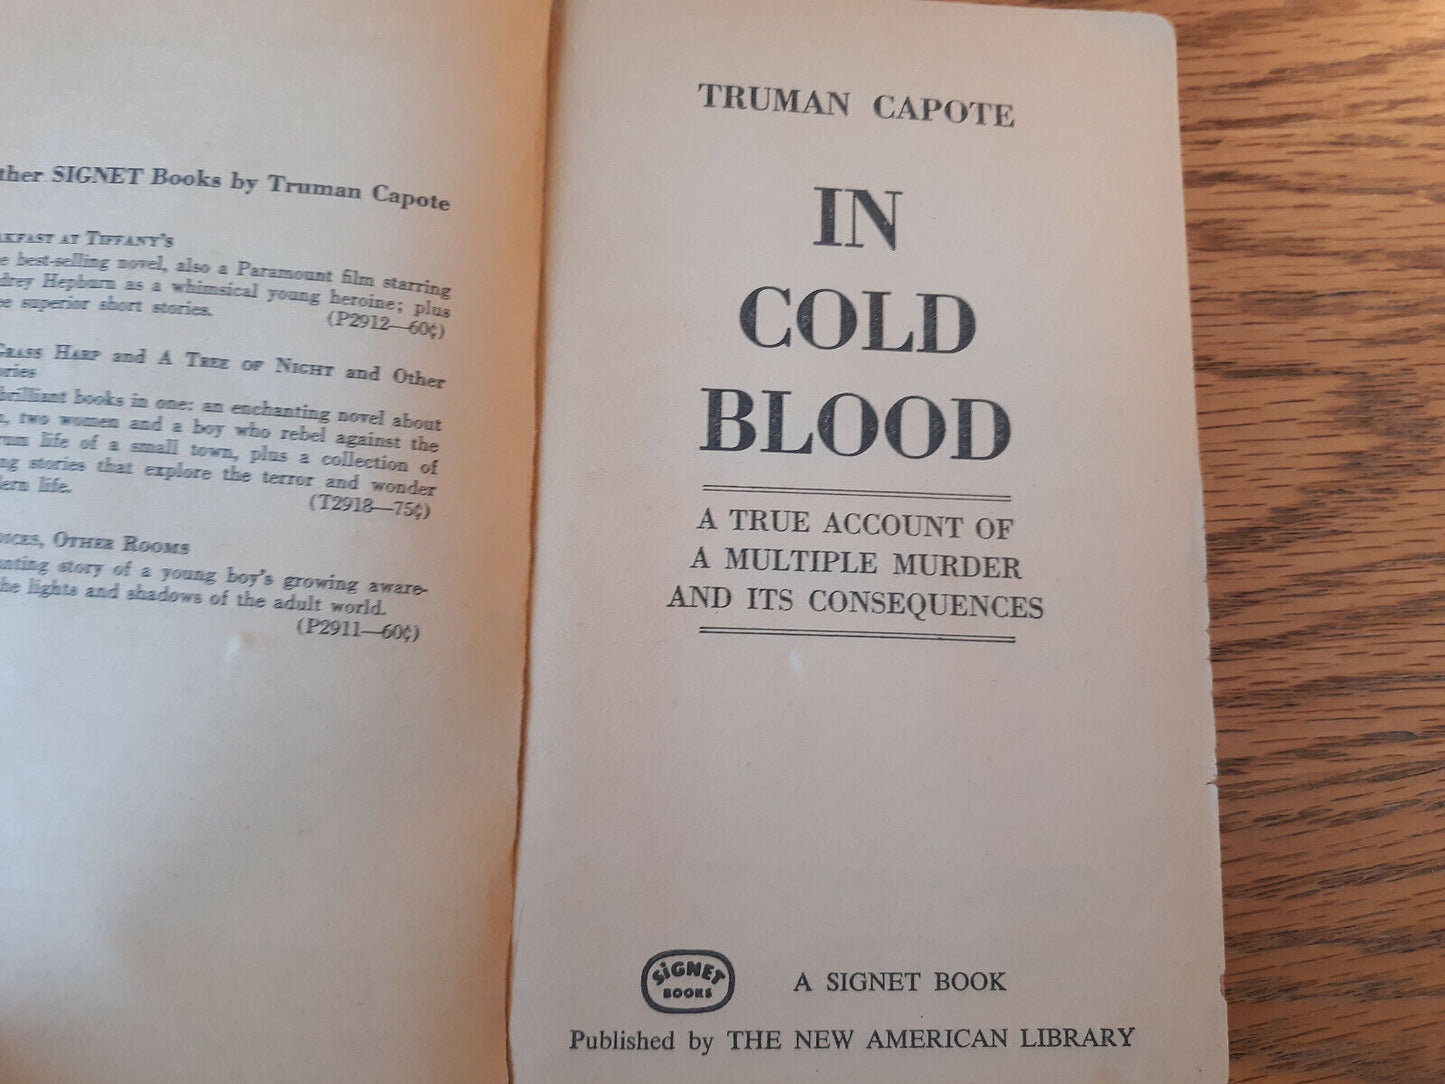 ther SIGNET Books by Truman Capote
KFAST AT TIFFANY'S
e best-selling novel, also a Paramount film starring
drey Hepburn as a whimsical young heroine; plus
ee superior short stories.
(P2912—60¢)
GRASS HARP and A TREE OF NIGHT and Other
ories
brilliant books in one: an enchanting novel about
n, two women and a boy who rebel against the
rum life of a small town, plus a collection of
ng stories that explore the terror and wonder
dern life.
(T2918—75¢)
OICES, OTHER ROOMS
unting story of a young boy's growing aware-
he lights and shadows of the adult world.
(P2911—60¢)
TRUMAN CAPOTE
IN
COLD
BLOOD
A TRUE ACCOUNT OF
A MULTIPLE MURDER
AND ITS CONSEQUENCES
SIGNET
BOOKS
A SIGNET BOOK
Published by THE NEW AMERICAN LIBRARY